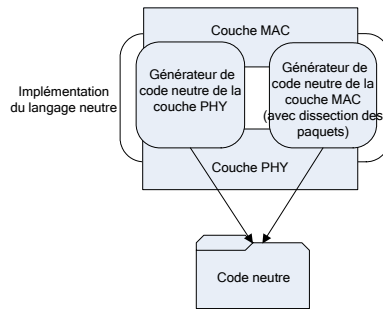 Couche MAC
Implémentation
du langage neutre
Générateur de
code neutre de la
couche PHY
Générateur de
code neutre de la
couche MAC
(avec dissection des
paquets)
Couche PHY
Code neutre